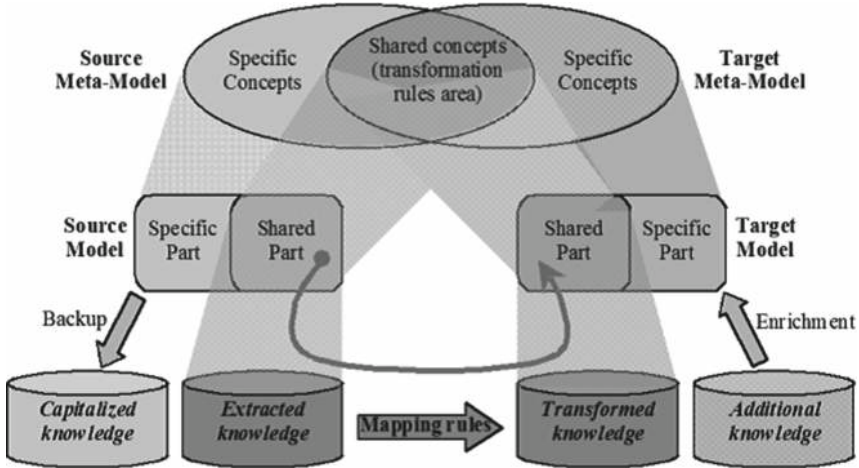 Source
Meta-Model
Specific
Concepts
Shared concepts
(transformation
rules area)
Specific
Concepts
Target
Meta-Model
Source
Model
Specific
Part
Shared
Part
Shared
Part
Specific
Part
Target
Model
Backup
Enrichment
Capitalized
knowledge
Extracted
knowledge
Mapping rules
Transformed
knowledge
Additional
knowledge